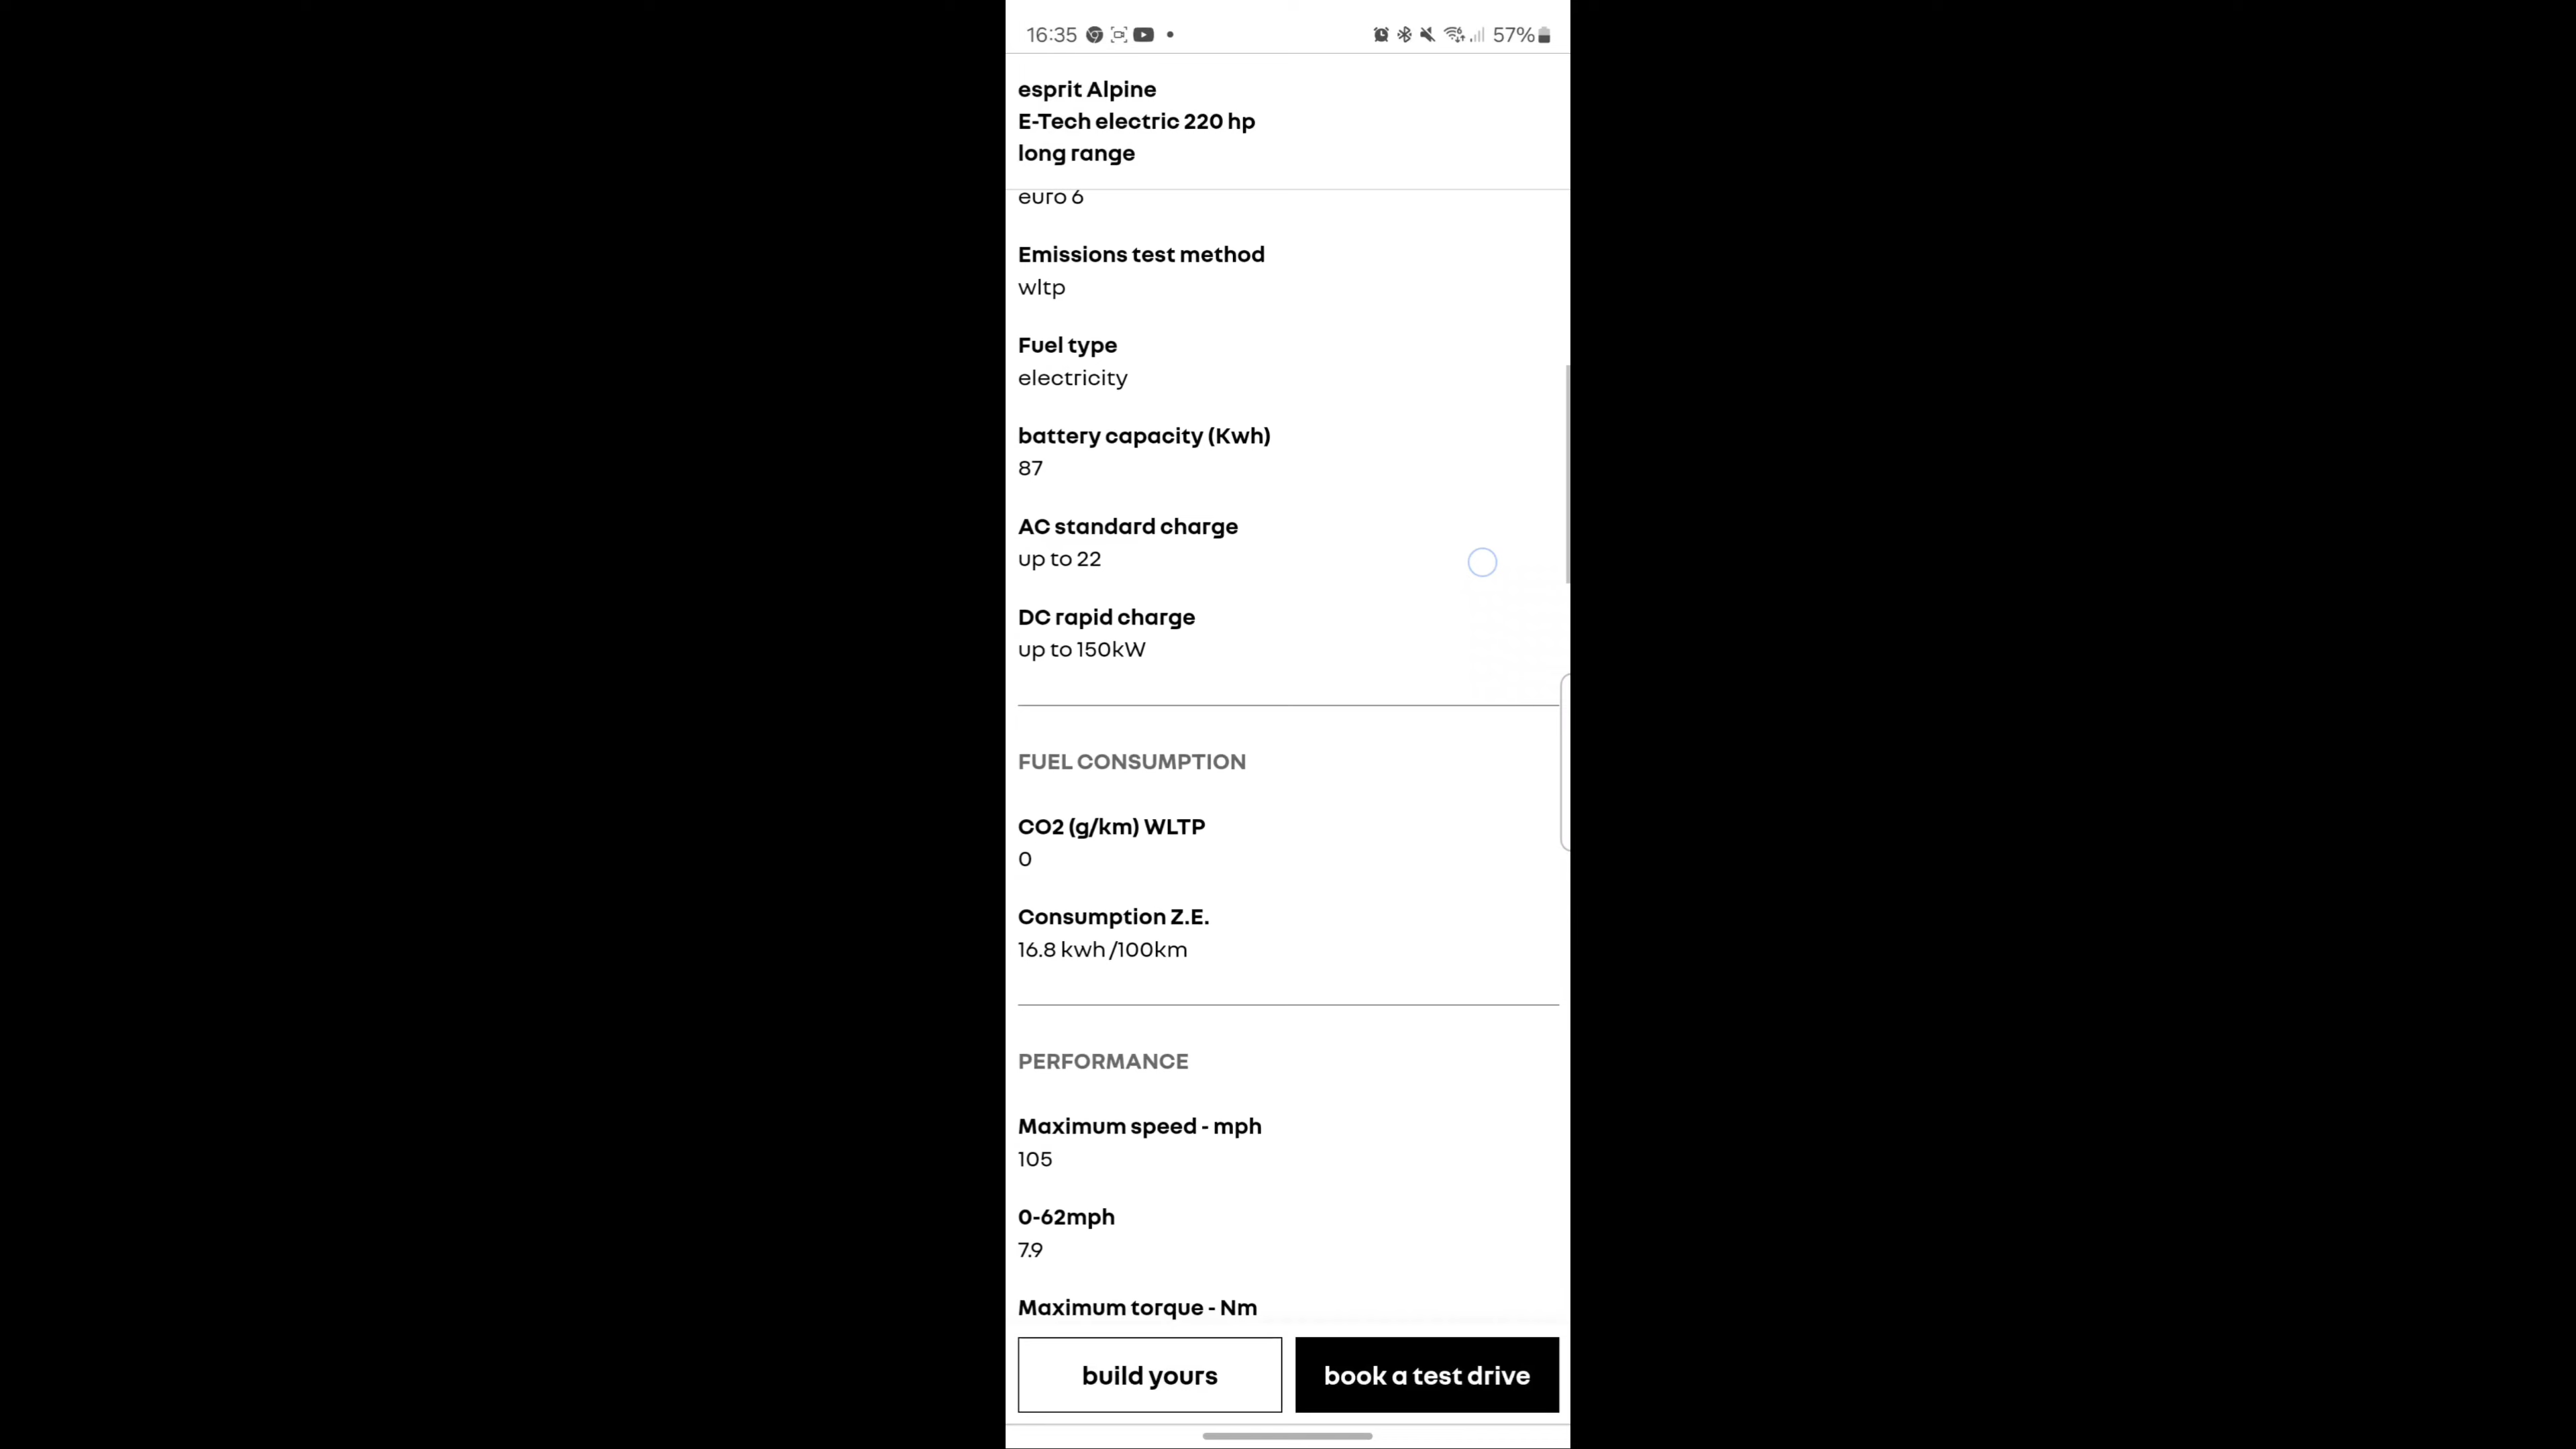 16:35
57%
esprit Alpine
E-Tech electric 220 hp
long range
euro 6
Emissions test method
wltp
Fuel type
electricity
battery capacity (Kwh)
87
AC standard charge
up to 22
DC rapid charge
up to 150kW
FUEL CONSUMPTION
CO2 (g/km) WLTP
0
Consumption Z.E.
16.8 kwh /100km
PERFORMANCE
Maximum speed - mph
105
0-62mph
7.9
Maximum torque - Nm
build yours
book a test drive